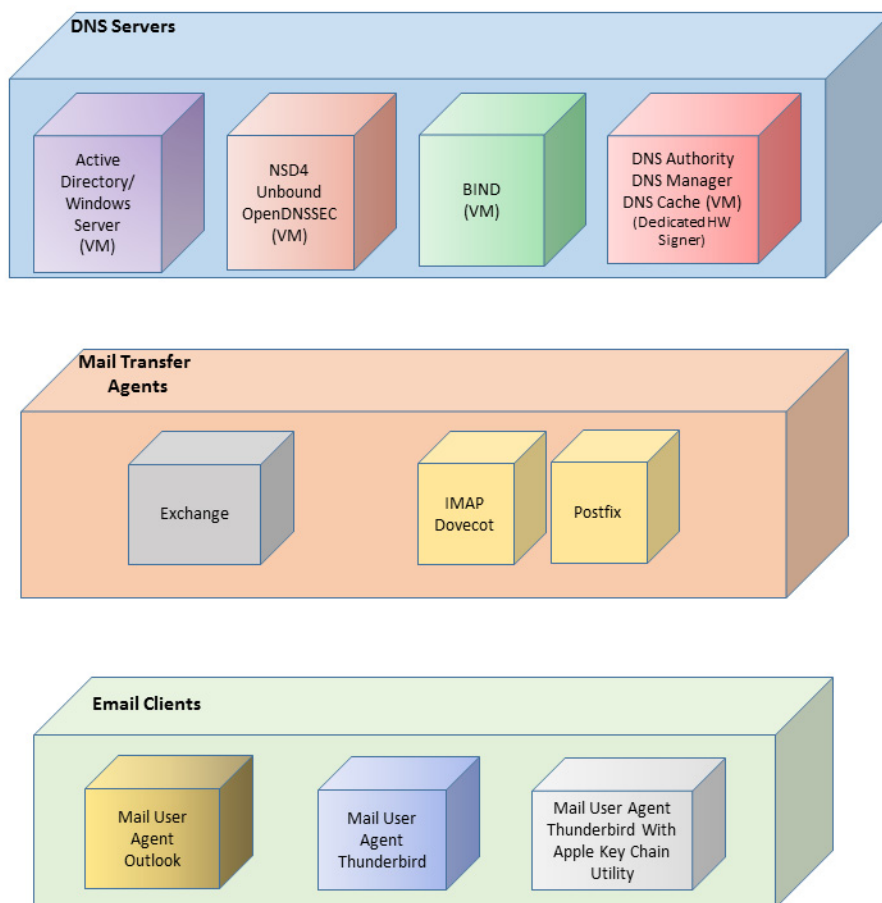 DNS Servers
Active
Directory/
Windows
Server
(VM)
NSD4
Unbound
OpenDNSSEC
(VM)
BIND
(VM)
DNS Authority
DNS Manager
DNS Cache (VM)
(Dedicated HW
Signer)
Mail Transfer
Agents
Exchange
IMAP
Dovecot
Postfix
Email Clients
Mail User
Agent
Outlook
Mail User
Agent
Thunderbird
Mail User Agent
Thunderbird With
Apple Key Chain
Utility